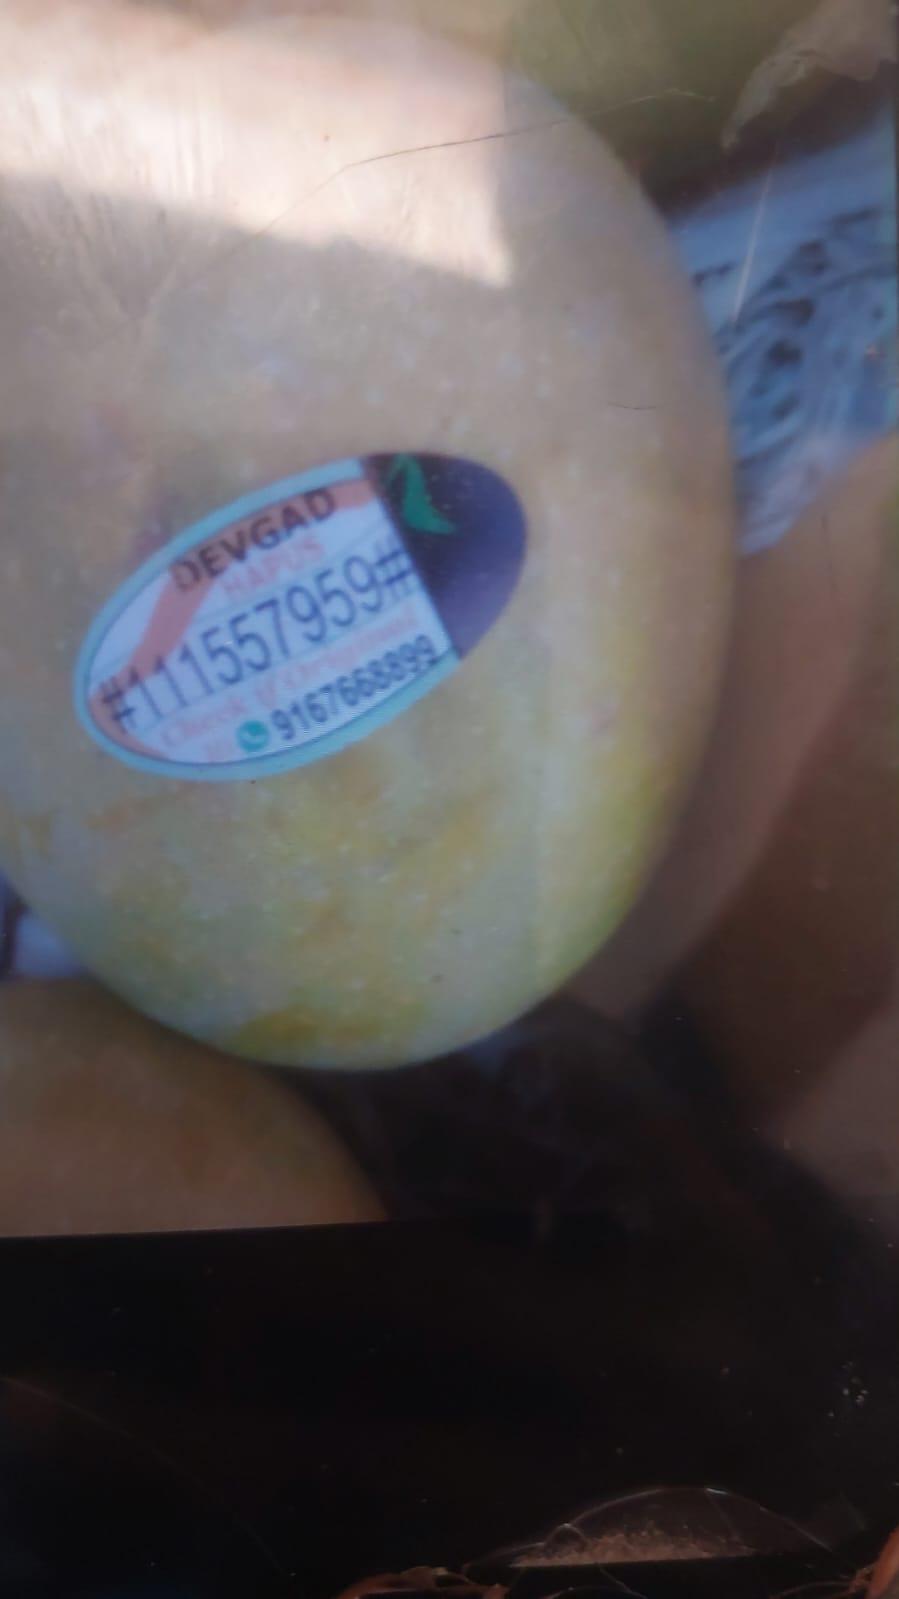 DEVGAD
HAPUS
#111557959#
Check if Original
9167668899